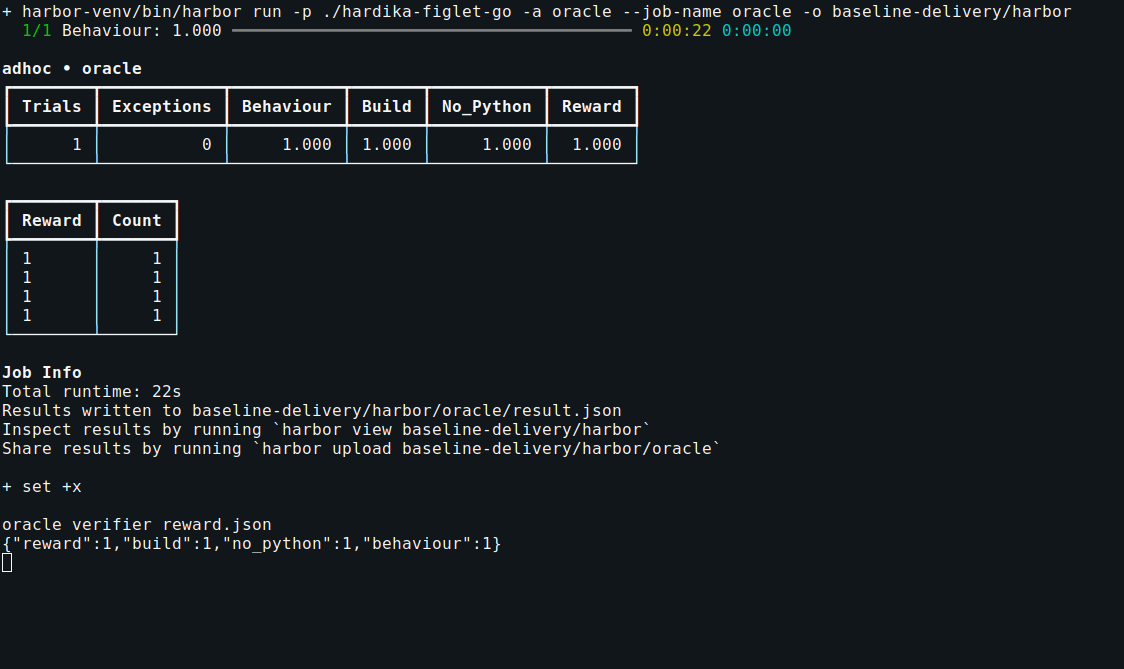 + harbor-venv/bin/harbor run -p ./hardika-figlet-go -a oracle --job-name oracle -o baseline-delivery/harbor
1/1 Behaviour: 1.000 0:00:22 0:00:00
adhoc • oracle
Trials Exceptions Behaviour Build No_Python Reward
1 0 1.000 1.000 1.000 1.000
Reward Count
1 1
1 1
1 1
1 1
Job Info
Total runtime: 22s
Results written to baseline-delivery/harbor/oracle/result.json
Inspect results by running `harbor view baseline-delivery/harbor`
Share results by running `harbor upload baseline-delivery/harbor/oracle`
+ set +x
oracle verifier reward.json
{"reward":1,"build":1,"no_python":1,"behaviour":1}